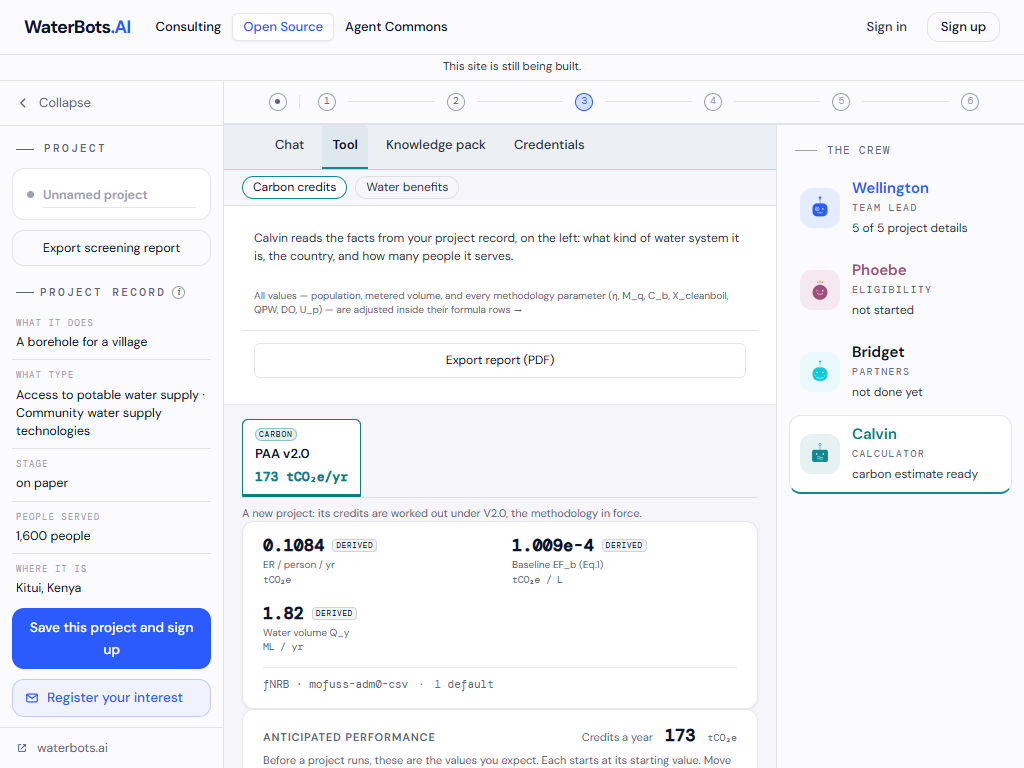 WaterBots.AI Consulting Open Source Agent Commons Sign in Sign up
This site is still being built.
Collapse
1 2 3 4 5 6
PROJECT
Unnamed project
Export screening report
PROJECT RECORD i
WHAT IT DOES
A borehole for a village
WHAT TYPE
Access to potable water supply ·
Community water supply
technologies
STAGE
on paper
PEOPLE SERVED
1,600 people
WHERE IT IS
Kitui, Kenya
Save this project and sign
up
Register your interest
waterbots.ai
Chat Tool Knowledge pack Credentials
Carbon credits Water benefits
Calvin reads the facts from your project record, on the left: what kind of water system it
is, the country, and how many people it serves.
All values — population, metered volume, and every methodology parameter (η, M_q, C_b, X_cleanboil,
QPW, DO, U_p) — are adjusted inside their formula rows →
Export report (PDF)
CARBON
PAA v2.0
173 tCO₂e/yr
A new project: its credits are worked out under V2.0, the methodology in force.
0.1084 DERIVED
ER / person / yr
tCO₂e
1.009e-4 DERIVED
Baseline EF_b (Eq.1)
tCO₂e / L
1.82 DERIVED
Water volume Q_y
ML / yr
ƒNRB · mofuss-adm0-csv · 1 default
ANTICIPATED PERFORMANCE Credits a year 173 tCO₂e
Before a project runs, these are the values you expect. Each starts at its starting value. Move
THE CREW
Wellington
TEAM LEAD
5 of 5 project details
Phoebe
ELIGIBILITY
not started
Bridget
PARTNERS
not done yet
Calvin
CALCULATOR
carbon estimate ready